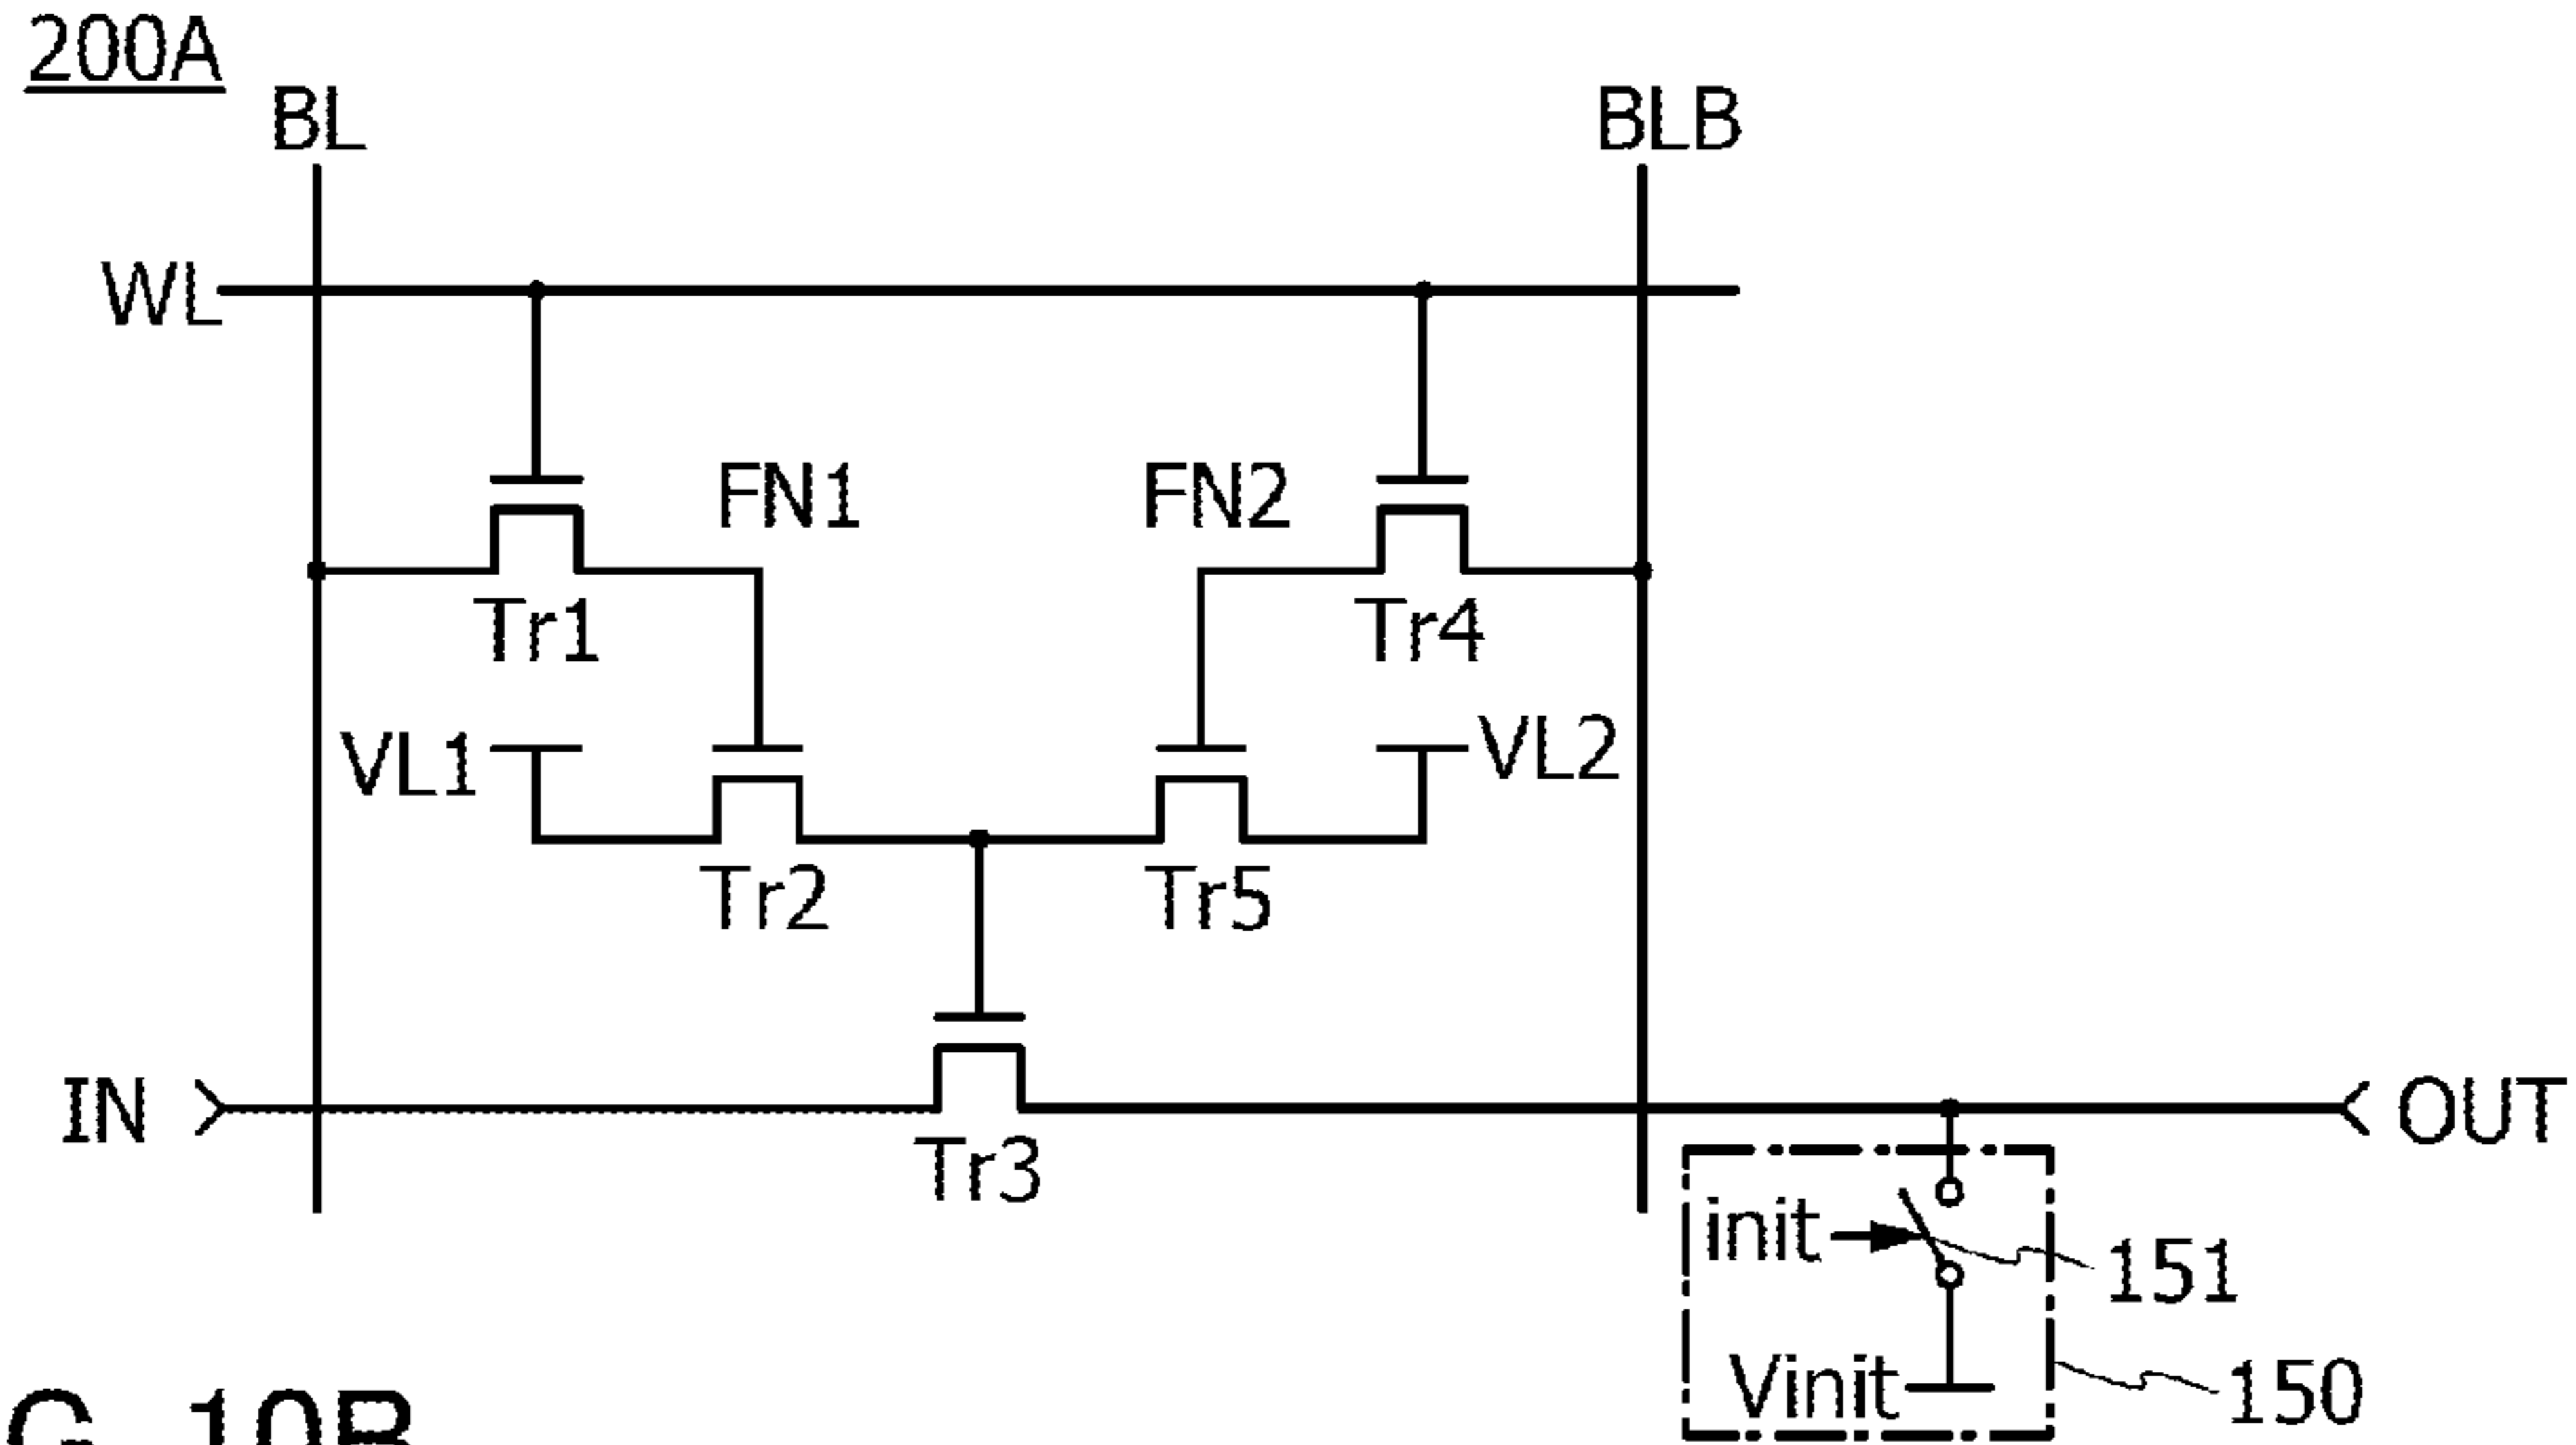 200A
BL
BLB
WL
FN1
FN2
Tr1
Tr4
VL1
VL2
Tr2
Tr5
IN
OUT
Tr3
init
151
Vinit
150
G. 10B